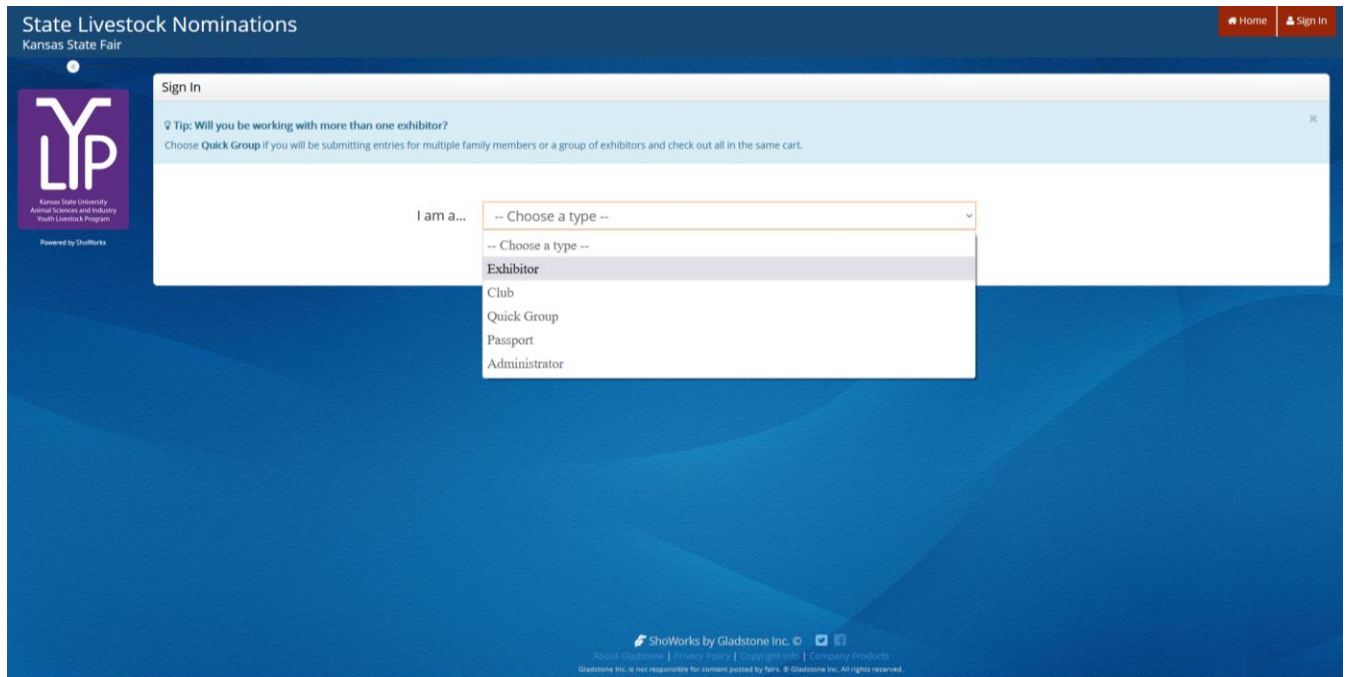 State Livestock Nominations
Kansas State Fair
Home
Sign In
YLP
Kansas State University
Animal Sciences and Industry
Youth Livestock Program
Powered by ShoWorks
Sign In
Tip: Will you be working with more than one exhibitor?
×
Choose Quick Group if you will be submitting entries for multiple family members or a group of exhibitors and check out all in the same cart.
I am a...
-- Choose a type --
-- Choose a type --
Exhibitor
Club
Quick Group
Passport
Administrator
ShoWorks by Gladstone Inc. ©
About Gladstone | Privacy Policy | Copyright Info | Company Products
Gladstone Inc. is not responsible for content posted by fairs. © Gladstone Inc. All rights reserved.